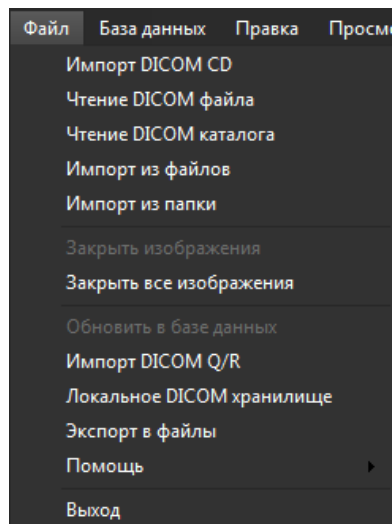 Файл База данных Правка
Импорт DICOM CD
Чтение DICOM файла
Чтение DICOM каталога
Импорт из файлов
Импорт из папки
Закрыть изображения
Закрыть все изображения
Обновить в базе данных
Импорт DICOM Q/R
Локальное DICOM хранилище
Экспорт в файлы
Помощь
Выход